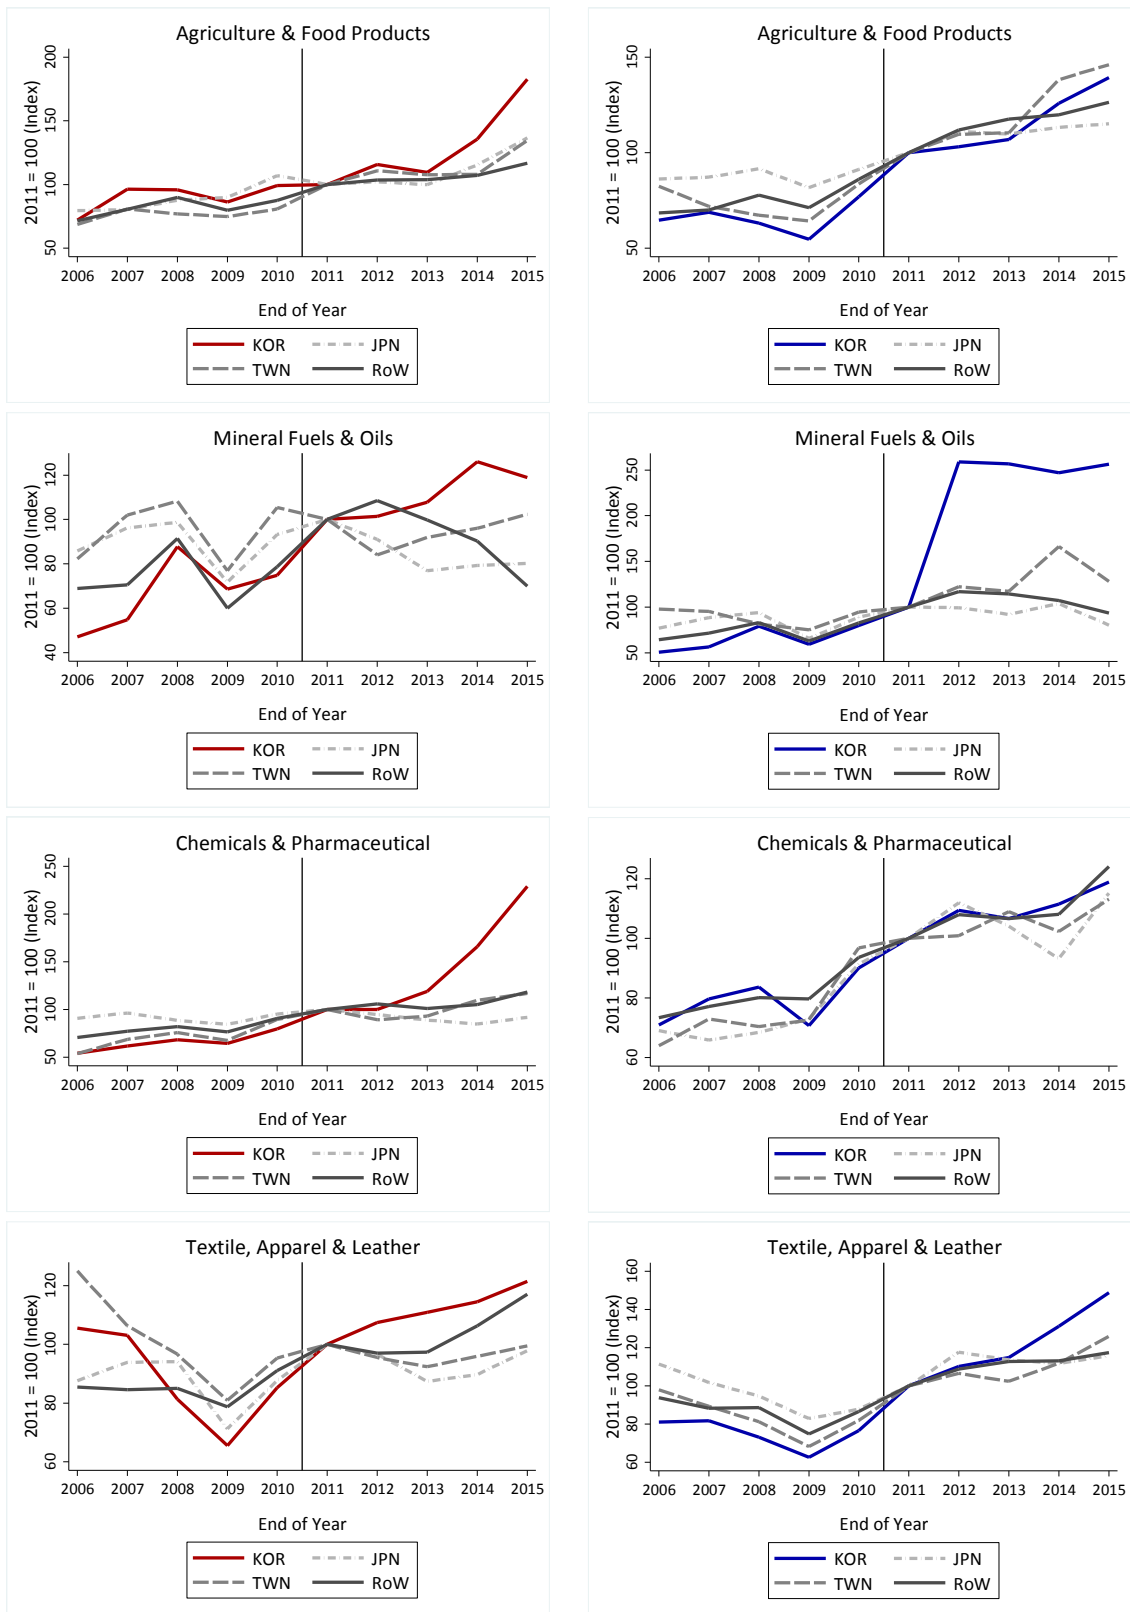 Agriculture & Food Products
2011 = 100 (Index)
200
150
100
50
2006 2007 2008 2009 2010 2011 2012 2013 2014 2015
End of Year
KOR JPN
TWN RoW
Agriculture & Food Products
2011 = 100 (Index)
150
100
50
2006 2007 2008 2009 2010 2011 2012 2013 2014 2015
End of Year
KOR JPN
TWN RoW
Mineral Fuels & Oils
2011 = 100 (Index)
120
100
80
60
40
2006 2007 2008 2009 2010 2011 2012 2013 2014 2015
End of Year
KOR JPN
TWN RoW
Mineral Fuels & Oils
2011 = 100 (Index)
250
200
150
100
50
2006 2007 2008 2009 2010 2011 2012 2013 2014 2015
End of Year
KOR JPN
TWN RoW
Chemicals & Pharmaceutical
2011 = 100 (Index)
250
200
150
100
50
2006 2007 2008 2009 2010 2011 2012 2013 2014 2015
End of Year
KOR JPN
TWN RoW
Chemicals & Pharmaceutical
2011 = 100 (Index)
120
100
80
60
2006 2007 2008 2009 2010 2011 2012 2013 2014 2015
End of Year
KOR JPN
TWN RoW
Textile, Apparel & Leather
2011 = 100 (Index)
120
100
80
60
2006 2007 2008 2009 2010 2011 2012 2013 2014 2015
End of Year
KOR JPN
TWN RoW
Textile, Apparel & Leather
2011 = 100 (Index)
160
140
120
100
80
60
2006 2007 2008 2009 2010 2011 2012 2013 2014 2015
End of Year
KOR JPN
TWN RoW